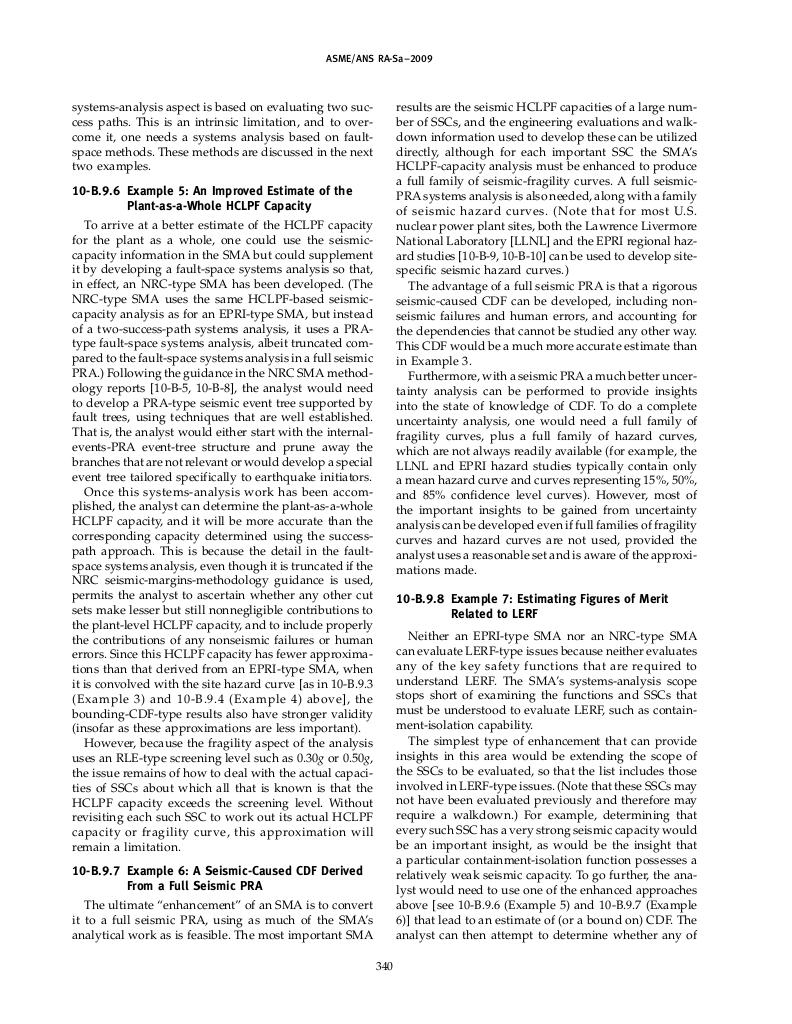 ASME/ANS RA-Sa–2009
systems-analysis aspect is based on evaluating two suc-
cess paths. This is an intrinsic limitation, and to over-
come it, one needs a systems analysis based on fault-
space methods. These methods are discussed in the next
two examples.
10-B.9.6 Example 5: An Improved Estimate of the
Plant-as-a-Whole HCLPF Capacity
To arrive at a better estimate of the HCLPF capacity
for the plant as a whole, one could use the seismic-
capacity information in the SMA but could supplement
it by developing a fault-space systems analysis so that,
in effect, an NRC-type SMA has been developed. (The
NRC-type SMA uses the same HCLPF-based seismic-
capacity analysis as for an EPRI-type SMA, but instead
of a two-success-path systems analysis, it uses a PRA-
type fault-space systems analysis, albeit truncated com-
pared to the fault-space systems analysis in a full seismic
PRA.) Following the guidance in the NRC SMA method-
ology reports [10-B-5, 10-B-8], the analyst would need
to develop a PRA-type seismic event tree supported by
fault trees, using techniques that are well established.
That is, the analyst would either start with the internal-
events-PRA event-tree structure and prune away the
branches that are not relevant or would develop a special
event tree tailored specifically to earthquake initiators.
Once this systems-analysis work has been accom-
plished, the analyst can determine the plant-as-a-whole
HCLPF capacity, and it will be more accurate than the
corresponding capacity determined using the success-
path approach. This is because the detail in the fault-
space systems analysis, even though it is truncated if the
NRC seismic-margins-methodology guidance is used,
permits the analyst to ascertain whether any other cut
sets make lesser but still nonnegligible contributions to
the plant-level HCLPF capacity, and to include properly
the contributions of any nonseismic failures or human
errors. Since this HCLPF capacity has fewer approxima-
tions than that derived from an EPRI-type SMA, when
it is convolved with the site hazard curve [as in 10-B.9.3
(Example 3) and 10-B.9.4 (Example 4) above], the
bounding-CDF-type results also have stronger validity
(insofar as these approximations are less important).
However, because the fragility aspect of the analysis
uses an RLE-type screening level such as 0.30g or 0.50g,
the issue remains of how to deal with the actual capaci-
ties of SSCs about which all that is known is that the
HCLPF capacity exceeds the screening level. Without
revisiting each such SSC to work out its actual HCLPF
capacity or fragility curve, this approximation will
remain a limitation.
10-B.9.7 Example 6: A Seismic-Caused CDF Derived
From a Full Seismic PRA
The ultimate “enhancement” of an SMA is to convert
it to a full seismic PRA, using as much of the SMA’s
analytical work as is feasible. The most important SMA
results are the seismic HCLPF capacities of a large num-
ber of SSCs, and the engineering evaluations and walk-
down information used to develop these can be utilized
directly, although for each important SSC the SMA’s
HCLPF-capacity analysis must be enhanced to produce
a full family of seismic-fragility curves. A full seismic-
PRA systems analysis is also needed, along with a family
of seismic hazard curves. (Note that for most U.S.
nuclear power plant sites, both the Lawrence Livermore
National Laboratory [LLNL] and the EPRI regional haz-
ard studies [10-B-9, 10-B-10] can be used to develop site-
specific seismic hazard curves.)
The advantage of a full seismic PRA is that a rigorous
seismic-caused CDF can be developed, including non-
seismic failures and human errors, and accounting for
the dependencies that cannot be studied any other way.
This CDF would be a much more accurate estimate than
in Example 3.
Furthermore, with a seismic PRA a much better uncer-
tainty analysis can be performed to provide insights
into the state of knowledge of CDF. To do a complete
uncertainty analysis, one would need a full family of
fragility curves, plus a full family of hazard curves,
which are not always readily available (for example, the
LLNL and EPRI hazard studies typically contain only
a mean hazard curve and curves representing 15%, 50%,
and 85% confidence level curves). However, most of
the important insights to be gained from uncertainty
analysis can be developed even if full families of fragility
curves and hazard curves are not used, provided the
analyst uses a reasonable set and is aware of the approxi-
mations made.
10-B.9.8 Example 7: Estimating Figures of Merit
Related to LERF
Neither an EPRI-type SMA nor an NRC-type SMA
can evaluate LERF-type issues because neither evaluates
any of the key safety functions that are required to
understand LERF. The SMA’s systems-analysis scope
stops short of examining the functions and SSCs that
must be understood to evaluate LERF, such as contain-
ment-isolation capability.
The simplest type of enhancement that can provide
insights in this area would be extending the scope of
the SSCs to be evaluated, so that the list includes those
involved in LERF-type issues. (Note that these SSCs may
not have been evaluated previously and therefore may
require a walkdown.) For example, determining that
every such SSC has a very strong seismic capacity would
be an important insight, as would be the insight that
a particular containment-isolation function possesses a
relatively weak seismic capacity. To go further, the ana-
lyst would need to use one of the enhanced approaches
above [see 10-B.9.6 (Example 5) and 10-B.9.7 (Example
6)] that lead to an estimate of (or a bound on) CDF. The
analyst can then attempt to determine whether any of
340